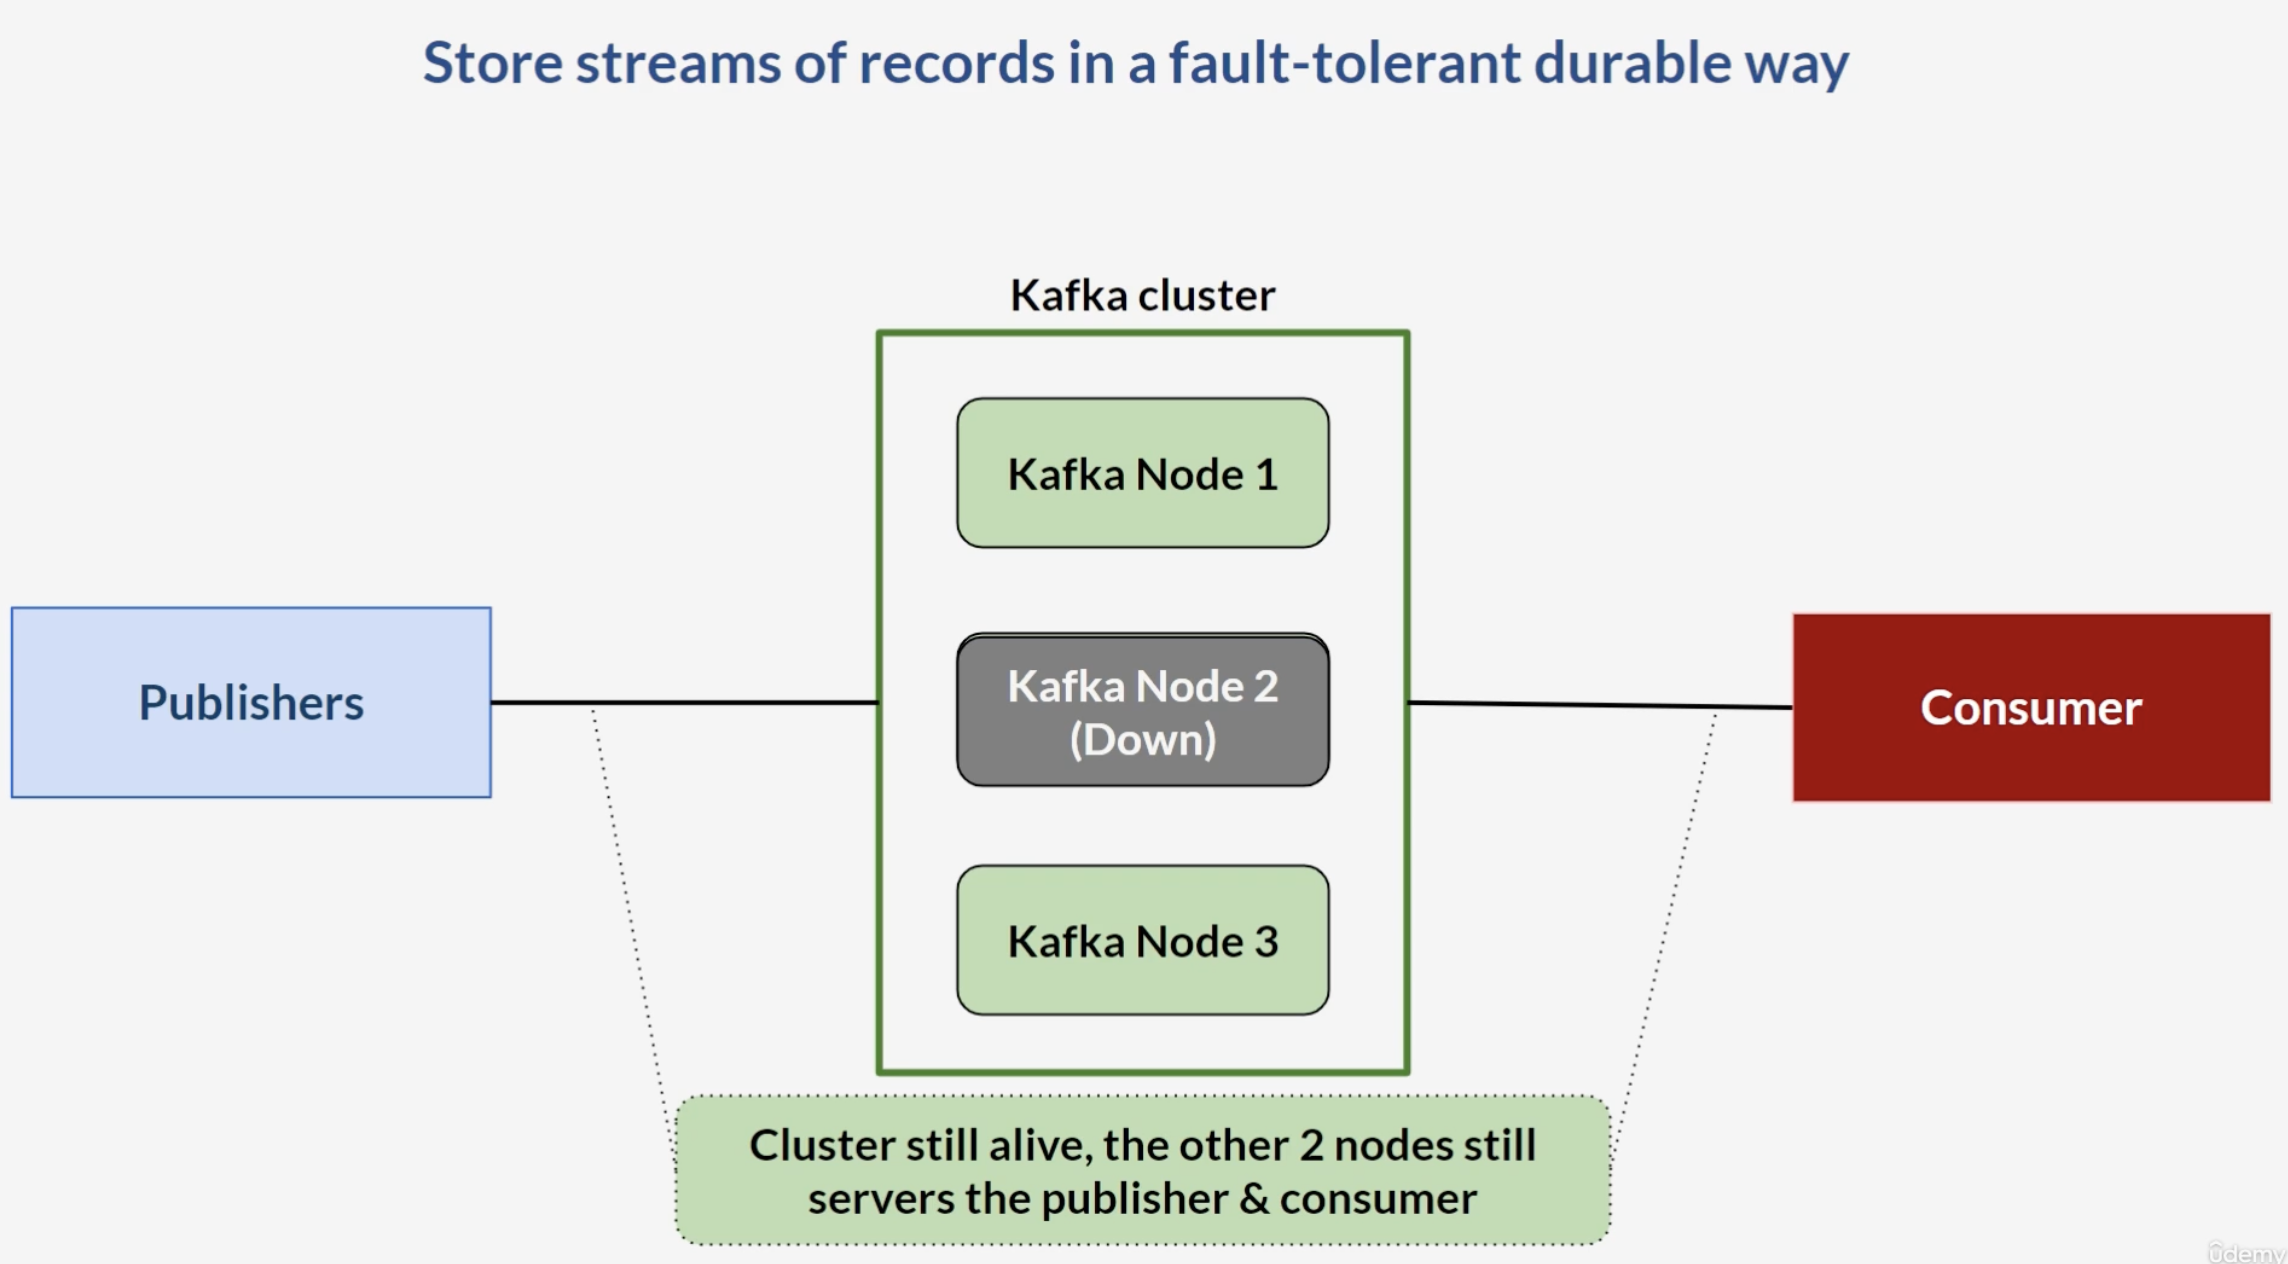 Store streams of records in a fault-tolerant durable way
Kafka cluster
Kafka Node 1
Publishers
Kafka Node 2
(Down)
Consumer
Kafka Node 3
Cluster still alive, the other 2 nodes still
servers the publisher & consumer
ûdemy